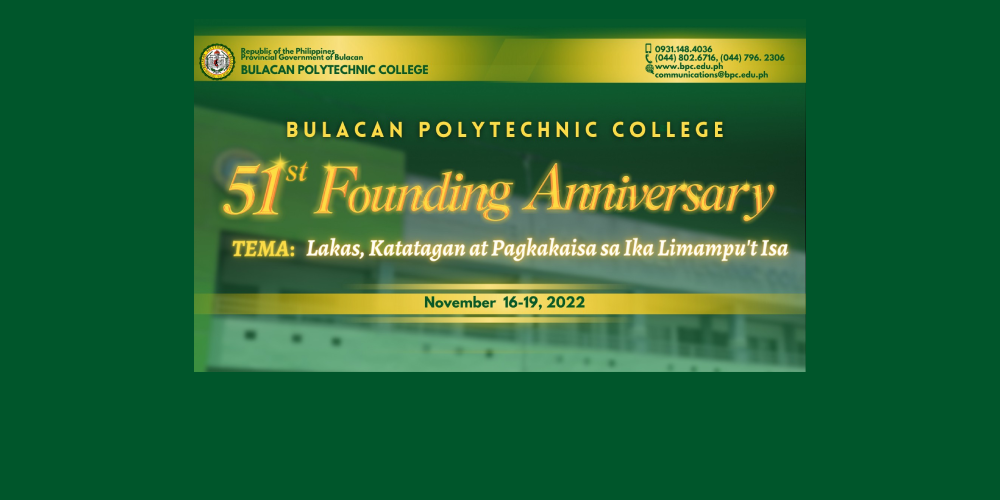 Republic of the Philippines
Provincial Government of Bulacan
BULACAN POLYTECHNIC COLLEGE
0931.148.4036
(044) 802.6716, (044) 796. 2306
www.bpc.edu.ph
communications@bpc.edu.ph
BULACAN POLYTECHNIC COLLEGE
51st Founding Anniversary
TEMA: Lakas, Katatagan at Pagkakaisa sa Ika Limampu't Isa
November 16-19, 2022